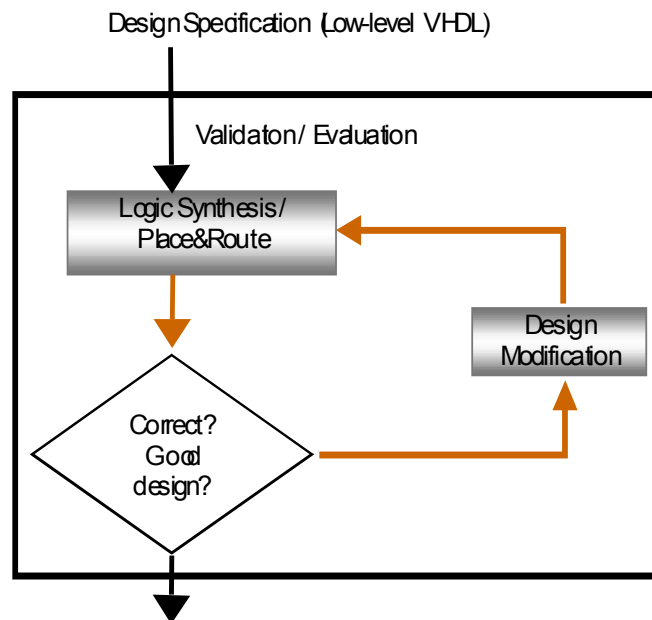 Design Specification (Low-level VHDL)
Validaton / Evaluation
Logic Synthesis /
Place&Route
Design
Modification
Correct?
Good
design?